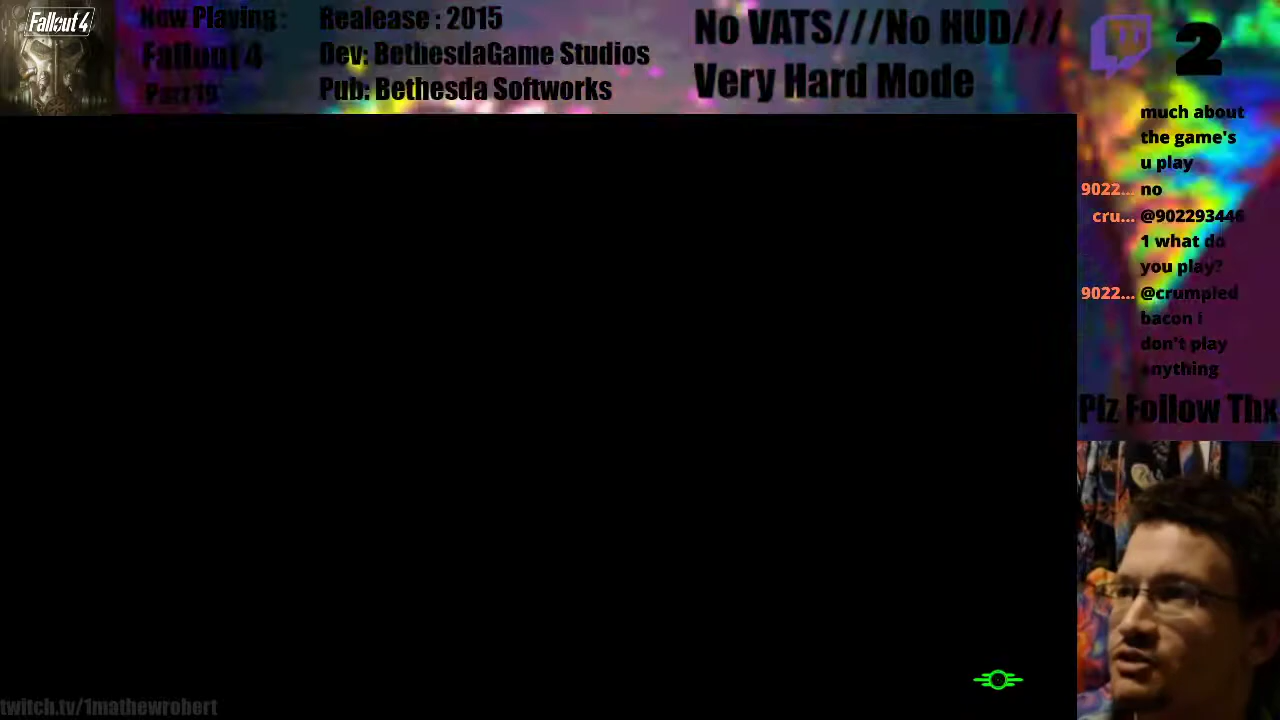 Fallout 4
Now Playing :
Fallout 4
Part 19
Realease : 2015
Dev: BethesdaGame Studios
Pub: Bethesda Softworks
No VATS///No HUD///
Very Hard Mode
2
much about
the game's
u play
9022... no
cru... @902293446
1 what do
you play?
9022... @crumpled
bacon i
don't play
anything
Plz Follow Thx
twitch.tv/1mathewrobert